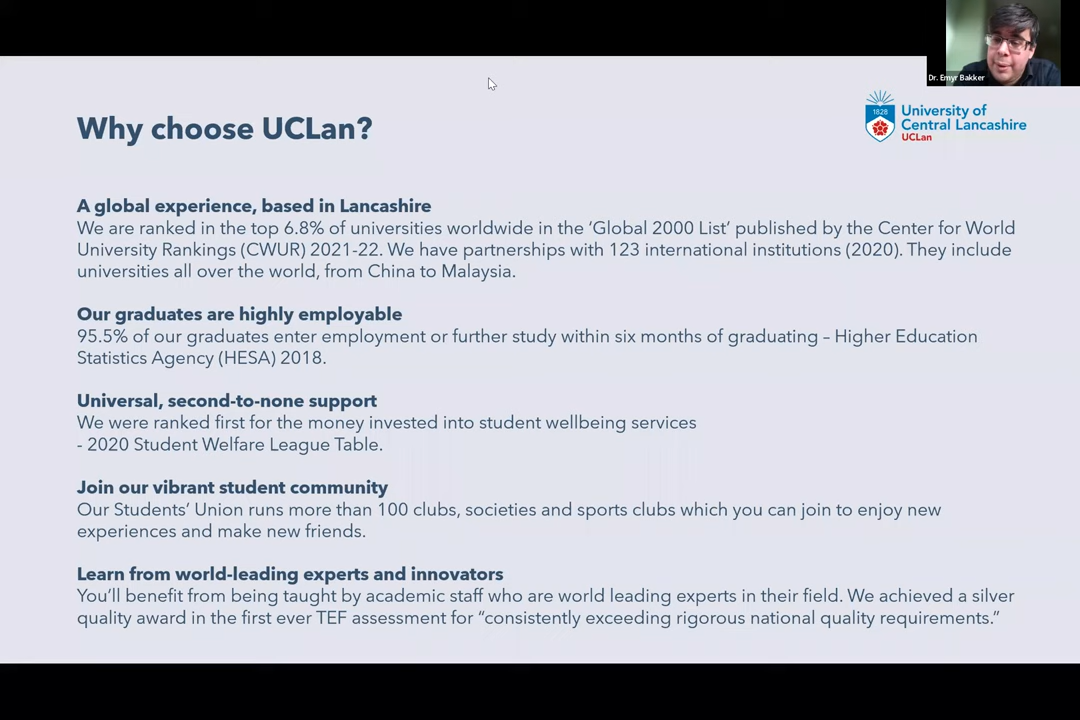 Dr. Emyr Bakker
1828
University of
Central Lancashire
UCLan
Why choose UCLan?
A global experience, based in Lancashire
We are ranked in the top 6.8% of universities worldwide in the ‘Global 2000 List’ published by the Center for World
University Rankings (CWUR) 2021-22. We have partnerships with 123 international institutions (2020). They include
universities all over the world, from China to Malaysia.
Our graduates are highly employable
95.5% of our graduates enter employment or further study within six months of graduating – Higher Education
Statistics Agency (HESA) 2018.
Universal, second-to-none support
We were ranked first for the money invested into student wellbeing services
- 2020 Student Welfare League Table.
Join our vibrant student community
Our Students’ Union runs more than 100 clubs, societies and sports clubs which you can join to enjoy new
experiences and make new friends.
Learn from world-leading experts and innovators
You’ll benefit from being taught by academic staff who are world leading experts in their field. We achieved a silver
quality award in the first ever TEF assessment for “consistently exceeding rigorous national quality requirements.”